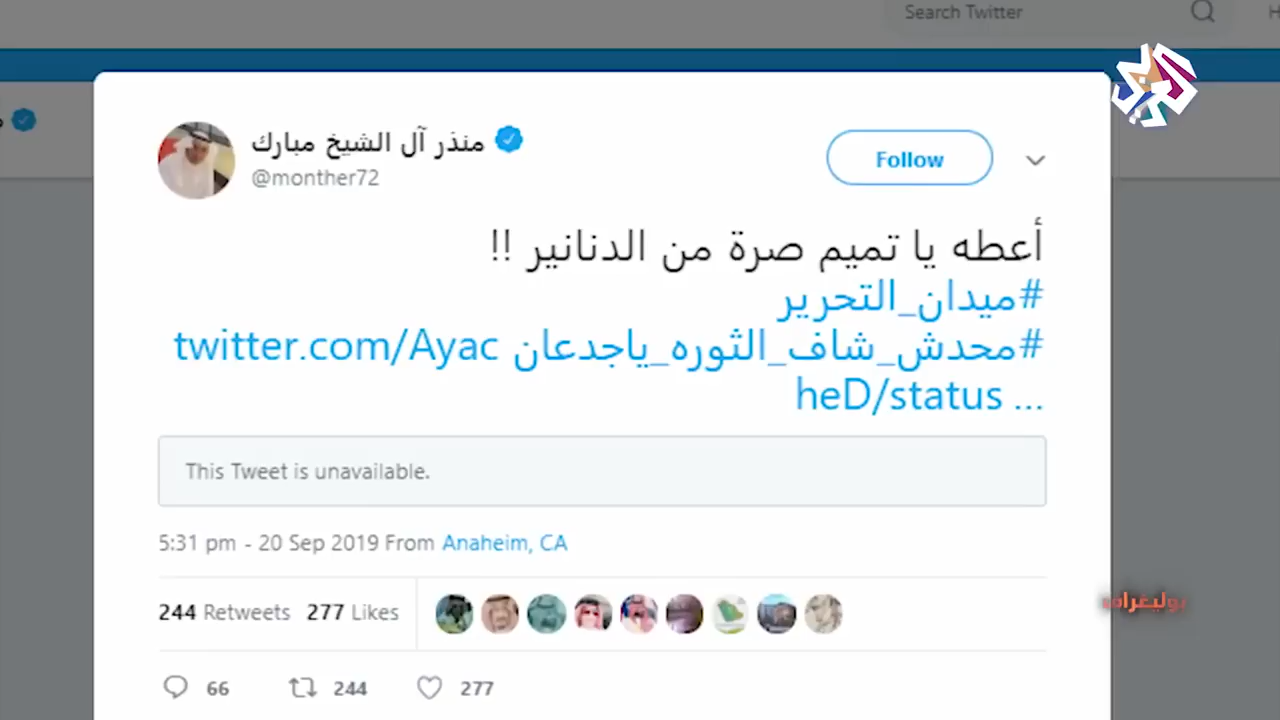 Search Twitter
منذر آل الشيخ مبارك
@monther72
Follow
أعطه يا تميم صرة من الدنانير !!
#ميدان_التحرير
#محدش_شاف_الثوره_ياجدعان twitter.com/Ayac
heD/status ...
This Tweet is unavailable.
5:31 pm - 20 Sep 2019 From Anaheim, CA
244 Retweets 277 Likes
بوليغراف
66 244 277